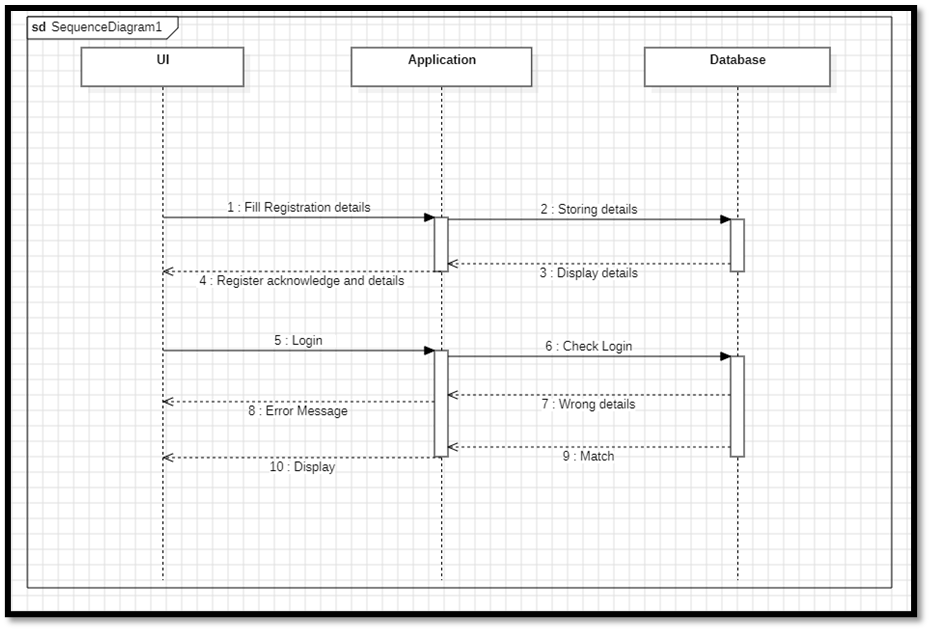 sd SequenceDiagram1
UI
Application
Database
1 : Fill Registration details
2 : Storing details
3 : Display details
4 : Register acknowledge and details
5 : Login
6 : Check Login
7 : Wrong details
8 : Error Message
9 : Match
10 : Display